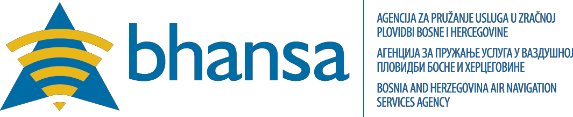 bhansa
AGENCIJA ZA PRUŽANJE USLUGA U ZRAČNOJ
PLOVIDBI BOSNE I HERCEGOVINE
АГЕНЦИЈА ЗА ПРУЖАЊЕ УСЛУГА У ВАЗДУШНОЈ
ПЛОВИДБИ БОСНЕ И ХЕРЦЕГОВИНЕ
BOSNIA AND HERZEGOVINA AIR NAVIGATION
SERVICES AGENCY